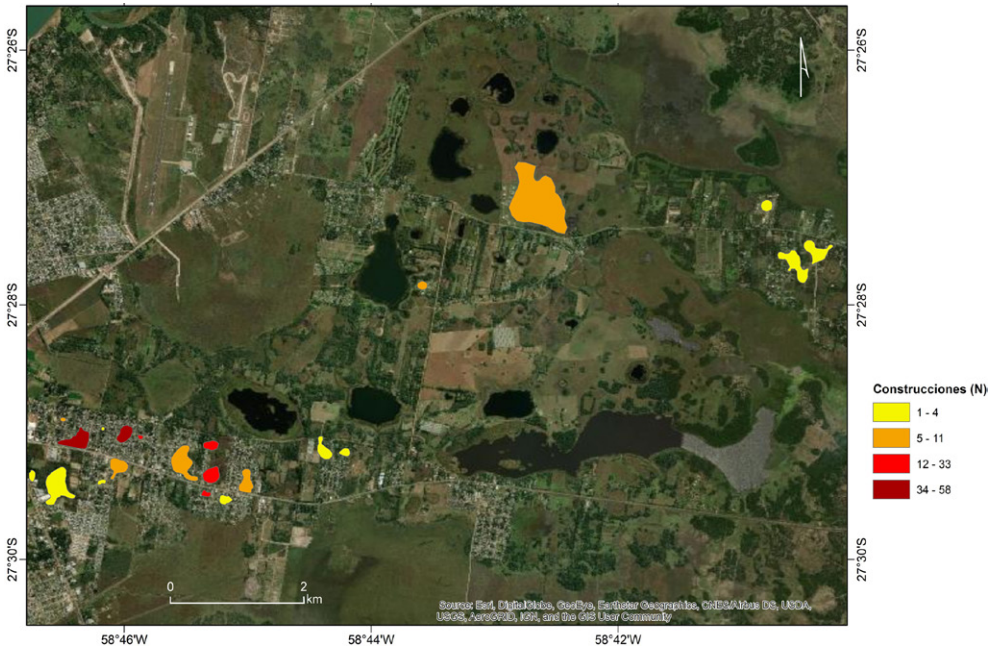 27°26'S
27°26'S
27°28'S
27°28'S
Construcciones (N)
1 - 4
5 - 11
12 - 33
34 - 58
27°30'S
27°30'S
0 2
km
Source: Esri, DigitalGlobe, GeoEye, Earthstar Geographics, CNES/Airbus DS, USDA,
USGS, AeroGRID, IGN, and the GIS User Community
58°46'W 58°44'W 58°42'W